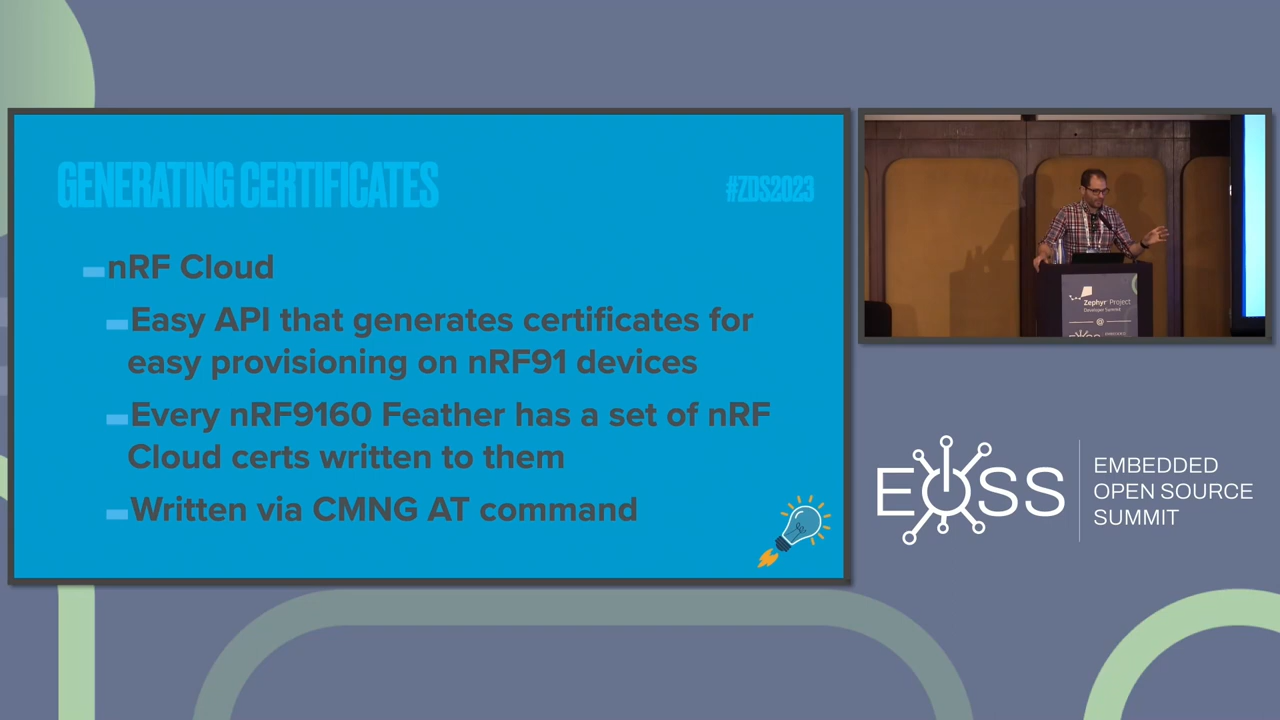 GENERATING CERTIFICATES
#ZDS2023
nRF Cloud
Easy API that generates certificates for
easy provisioning on nRF91 devices
Every nRF9160 Feather has a set of nRF
Cloud certs written to them
Written via CMNG AT command
Zephyr® Project
Developer Summit
@
EOSS
EMBEDDED
OPEN SOURCE
SUMMIT